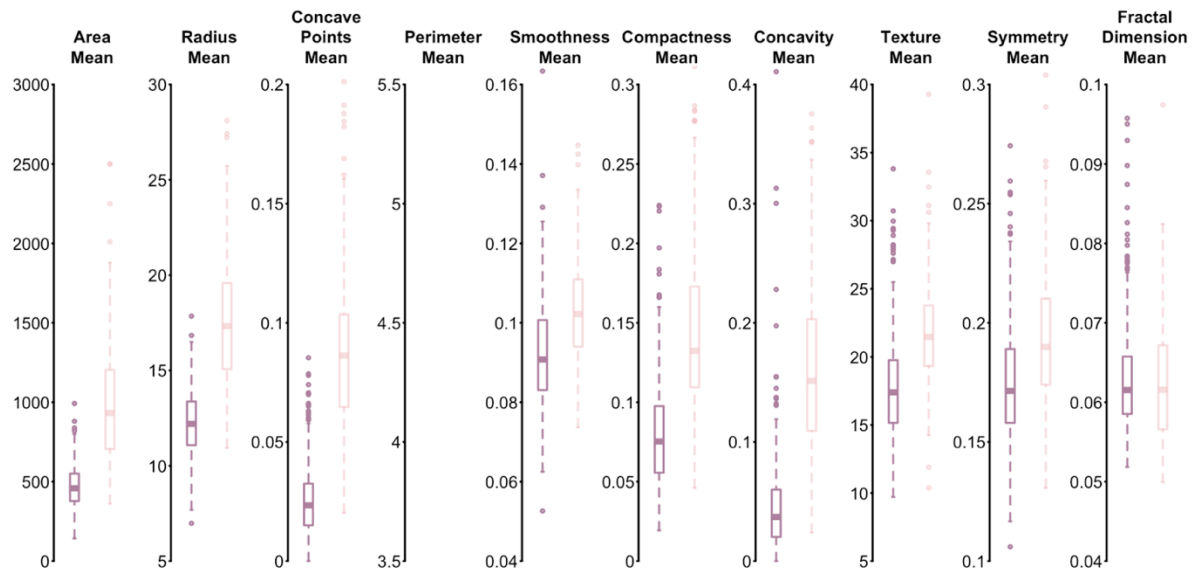 Area
Mean
Radius
Mean
Concave
Points
Mean
Perimeter
Mean
Smoothness
Mean
Compactness
Mean
Concavity
Mean
Texture
Mean
Symmetry
Mean
Fractal
Dimension
Mean
3000
2500
2000
1500
1000
500
0
30
25
20
15
10
5
0.2
0.15
0.1
0.05
0
5.5
5
4.5
4
3.5
0.16
0.14
0.12
0.1
0.08
0.06
0.04
0.3
0.25
0.2
0.15
0.1
0.05
0
0.4
0.3
0.2
0.1
0
40
35
30
25
20
15
10
5
0.3
0.25
0.2
0.15
0.1
0.1
0.09
0.08
0.07
0.06
0.05
0.04